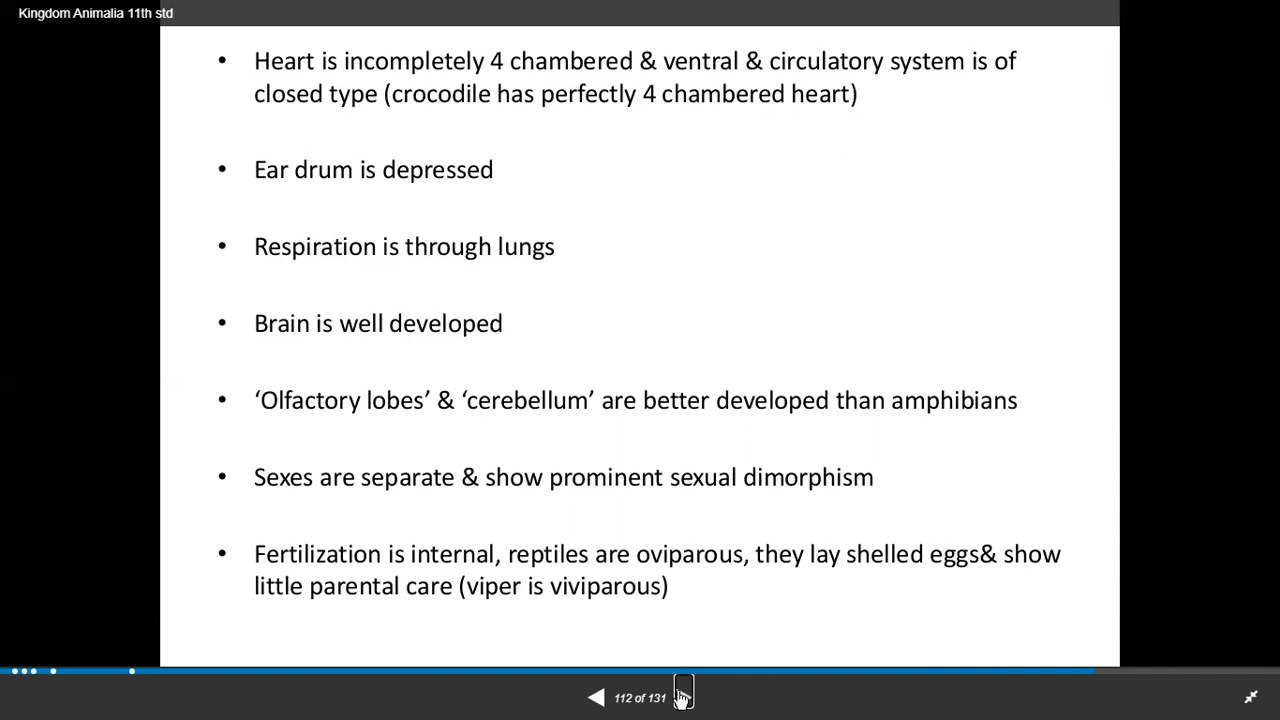 Kingdom Animalia 11th std
• Heart is incompletely 4 chambered & ventral & circulatory system is of
closed type (crocodile has perfectly 4 chambered heart)
• Ear drum is depressed
• Respiration is through lungs
• Brain is well developed
• ‘Olfactory lobes’ & ‘cerebellum’ are better developed than amphibians
• Sexes are separate & show prominent sexual dimorphism
• Fertilization is internal, reptiles are oviparous, they lay shelled eggs& show
little parental care (viper is viviparous)
112 of 131